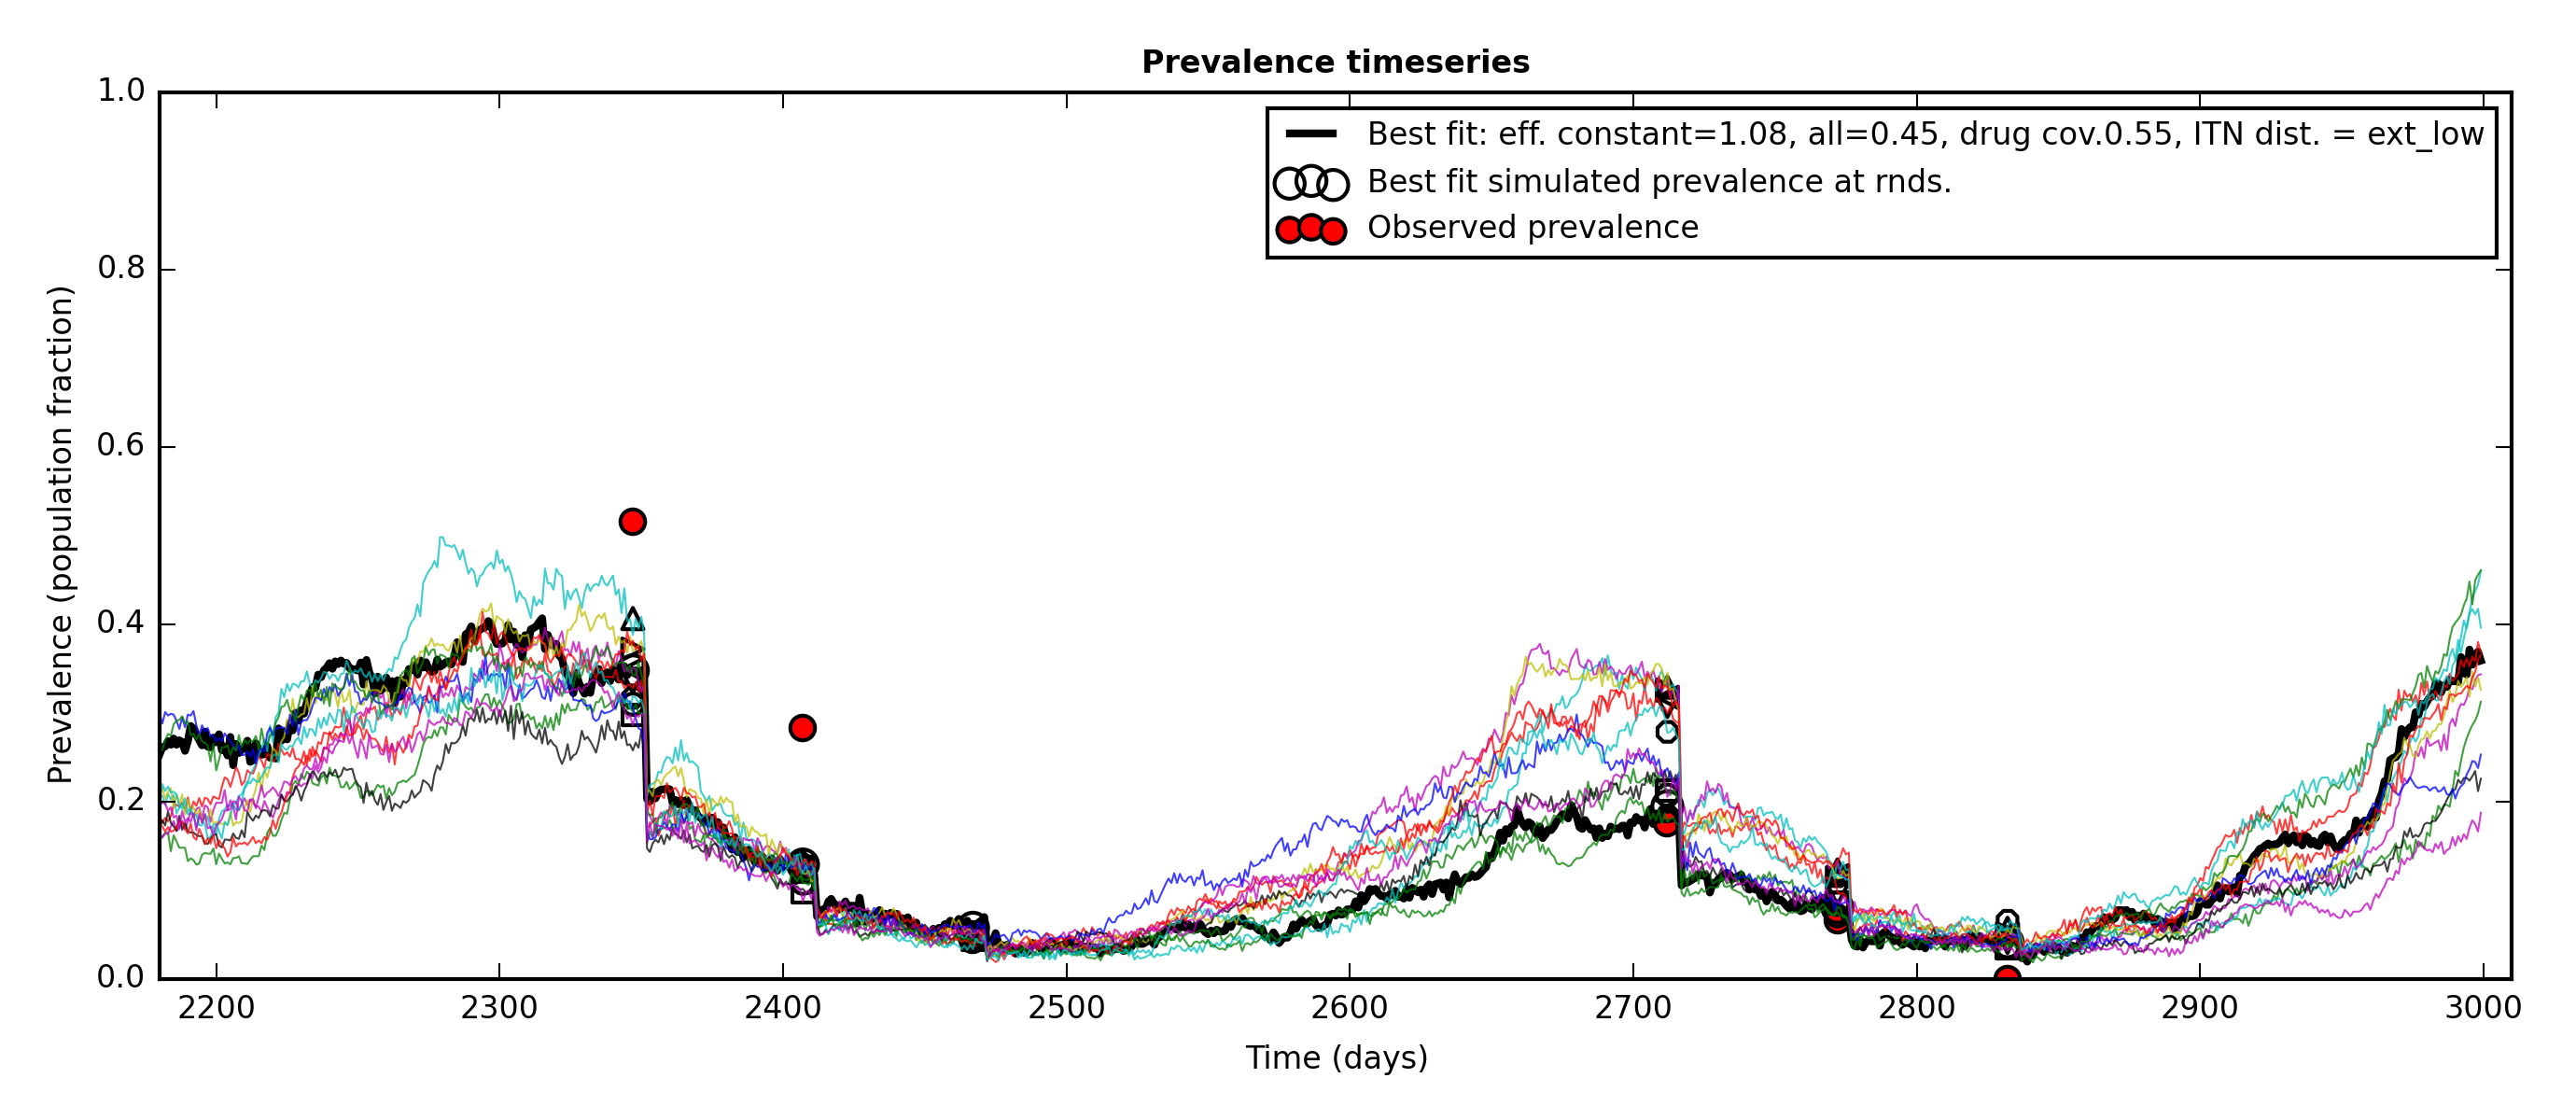 Prevalence timeseries
1.0
0.8
0.6
0.4
0.2
0.0
Prevalence (population fraction)
Best fit: eff. constant=1.08, all=0.45, drug cov.0.55, ITN dist. = ext_low
Best fit simulated prevalence at rnds.
Observed prevalence
2200 2300 2400 2500 2600 2700 2800 2900 3000
Time (days)